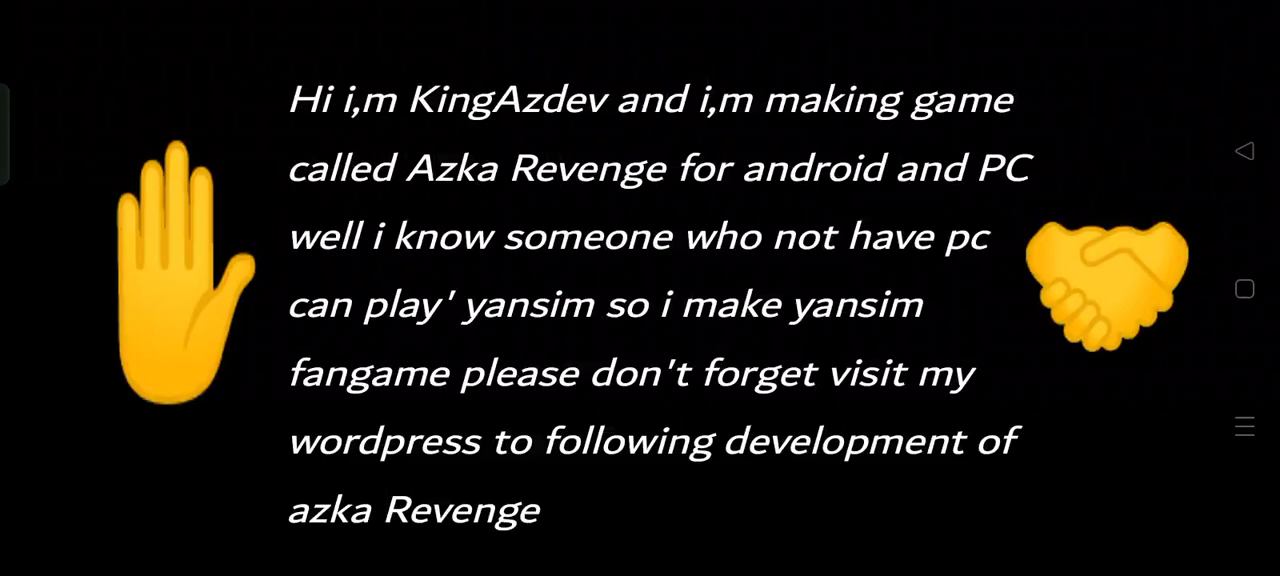 Hi i,m KingAzdev and i,m making game
called Azka Revenge for android and PC
well i know someone who not have pc
can play' yansim so i make yansim
fangame please don't forget visit my
wordpress to following development of
azka Revenge